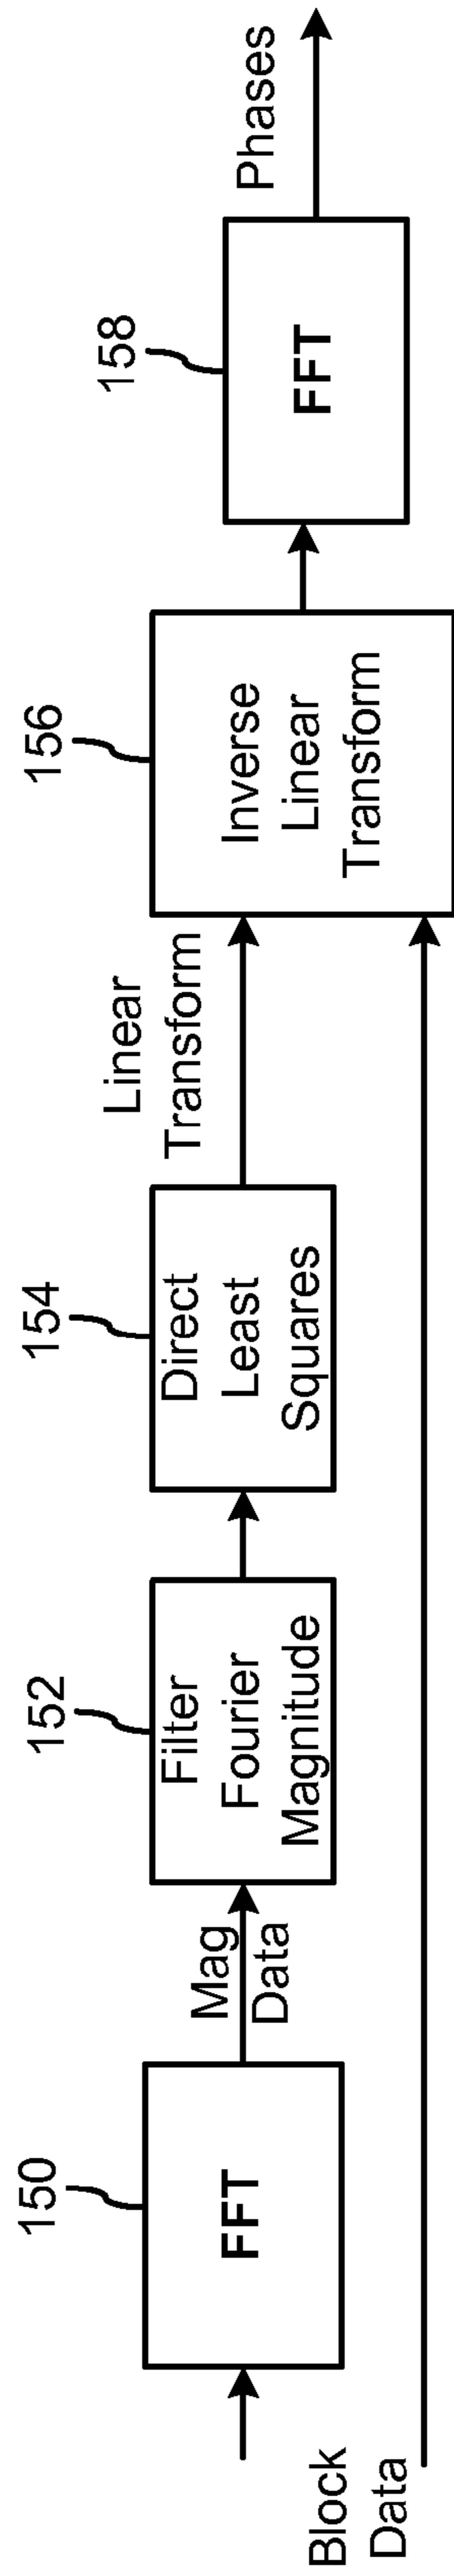 Block
Data
150
FFT
Mag
Data
152
Filter
Fourier
Magnitude
154
Direct
Least
Squares
Linear
Transform
156
Inverse
Linear
Transform
158
FFT
Phases